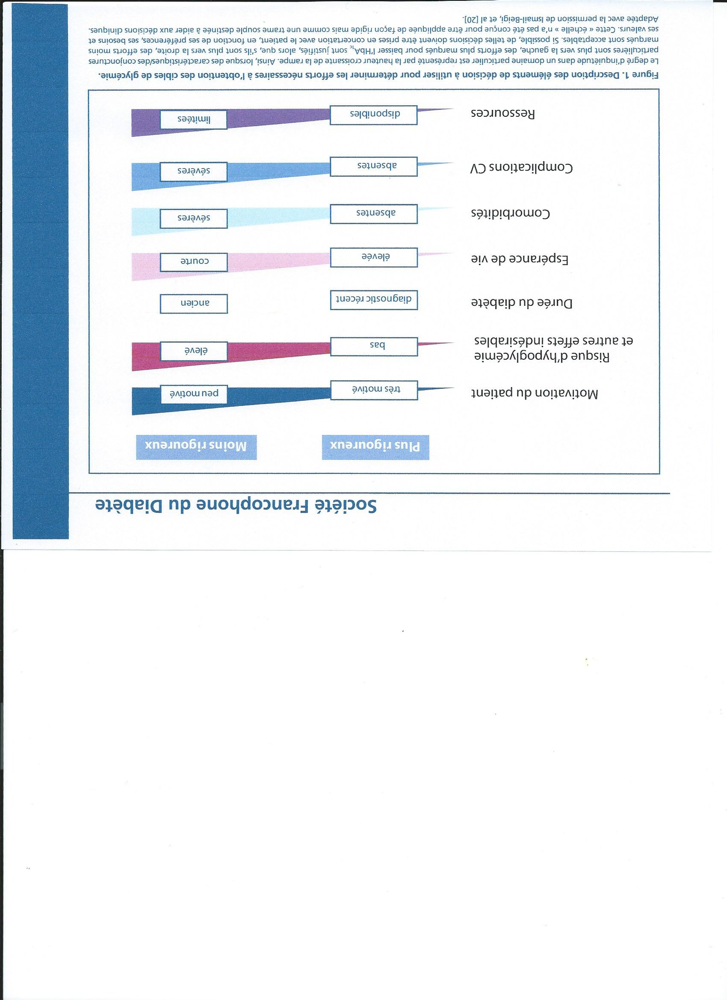 Société Francophone du Diabète
Plus rigoureux Moins rigoureux
Motivation du patient très motivé peu motivé
Risque d'hypoglycémie
et autres effets indésirables bas élevé
Durée du diabète diagnostic récent ancien
Espérance de vie élevée courte
Comorbidités absentes sévères
Complications CV absentes sévères
Ressources disponibles limitées
Figure 1. Description des éléments de décision à utiliser pour déterminer les efforts nécessaires à l'obtention des cibles de glycémie.
Le degré d'inquiétude dans un domaine particulier est représenté par la hauteur croissante de la rampe. Ainsi, lorsque des caractéristiques/des conjonctures
particulières sont plus vers la gauche, des efforts plus marqués pour baisser l'HbA1c sont justifiés, alors que, s'ils sont plus vers la droite, des efforts moins
marqués sont acceptables. Si possible, de telles décisions doivent être prises en concertation avec le patient, en fonction de ses préférences, ses besoins et
ses valeurs. Cette « échelle » n'a pas été conçue pour être appliquée de façon rigide mais comme une trame souple destinée à aider aux décisions cliniques.
Adaptée avec la permission de Ismail-Beigi, et al [20].